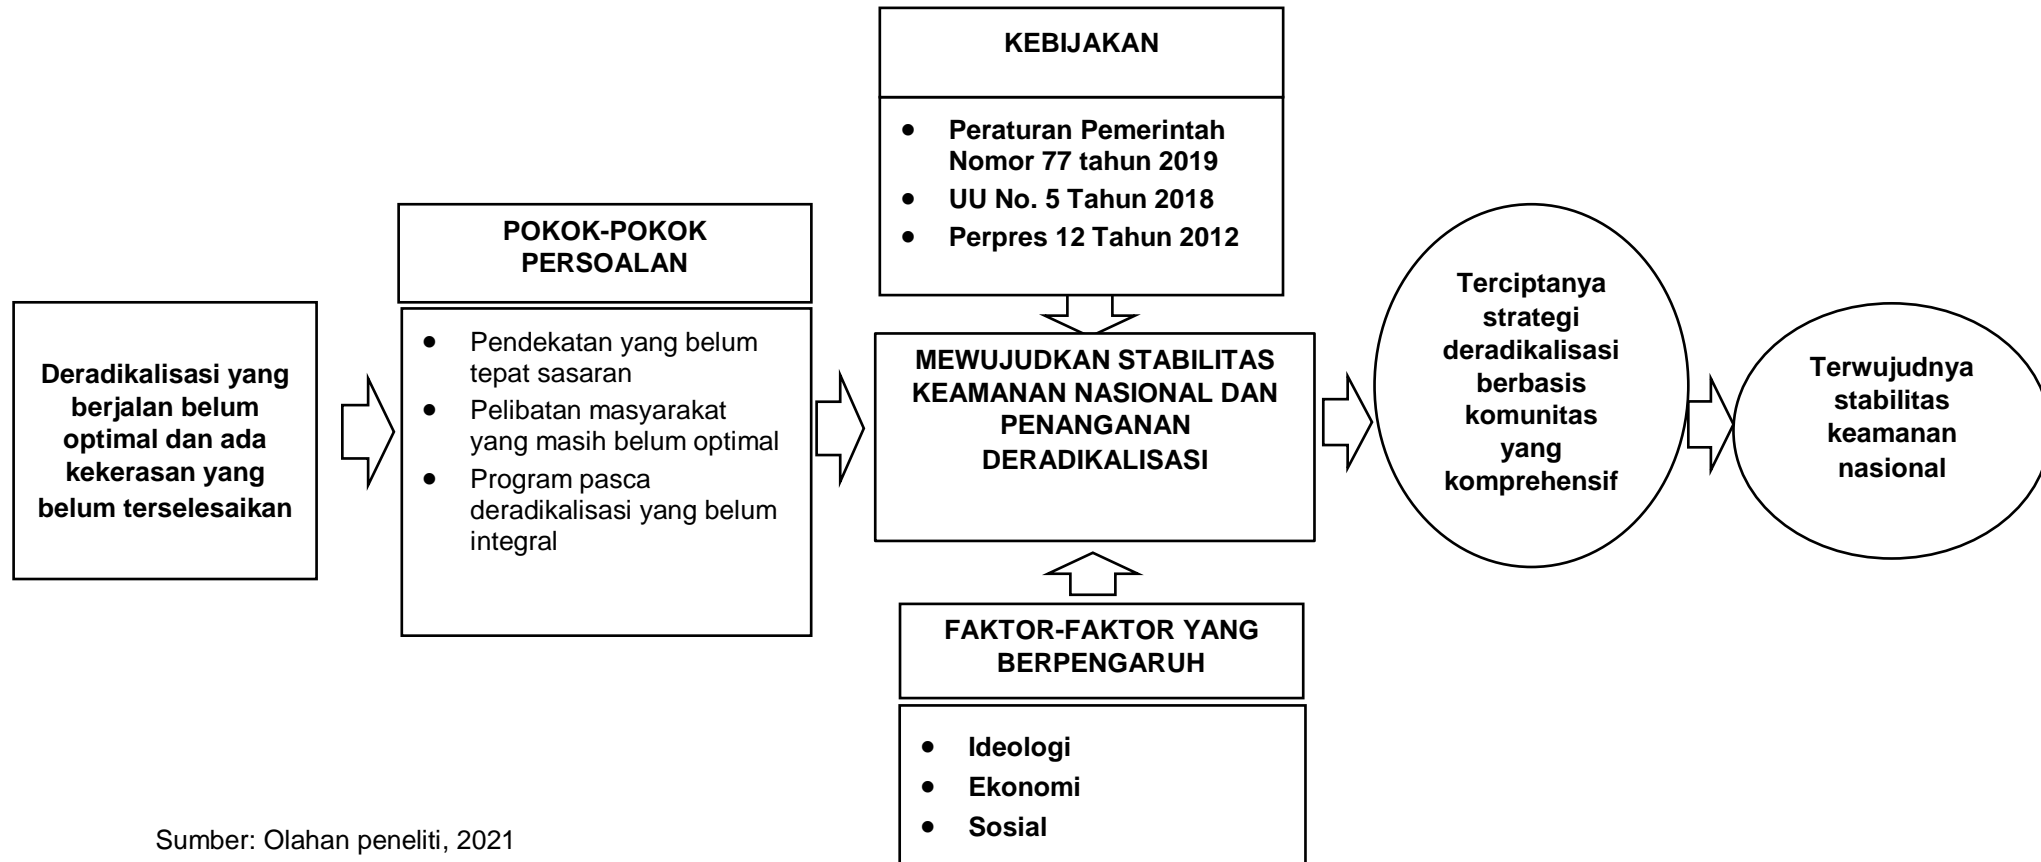 KEBIJAKAN
• Peraturan Pemerintah
Nomor 77 tahun 2019
• UU No. 5 Tahun 2018
• Perpres 12 Tahun 2012
Deradikalisasi yang
berjalan belum
optimal dan ada
kekerasan yang
belum terselesaikan
POKOK-POKOK
PERSOALAN
• Pendekatan yang belum
tepat sasaran
• Pelibatan masyarakat
yang masih belum optimal
• Program pasca
deradikalisasi yang belum
integral
MEWUJUDKAN STABILITAS
KEAMANAN NASIONAL DAN
PENANGANAN
DERADIKALISASI
Terciptanya
strategi
deradikalisasi
berbasis
komunitas
yang
komprehensif
Terwujudnya
stabilitas
keamanan
nasional
FAKTOR-FAKTOR YANG
BERPENGARUH
• Ideologi
• Ekonomi
• Sosial
Sumber: Olahan peneliti, 2021